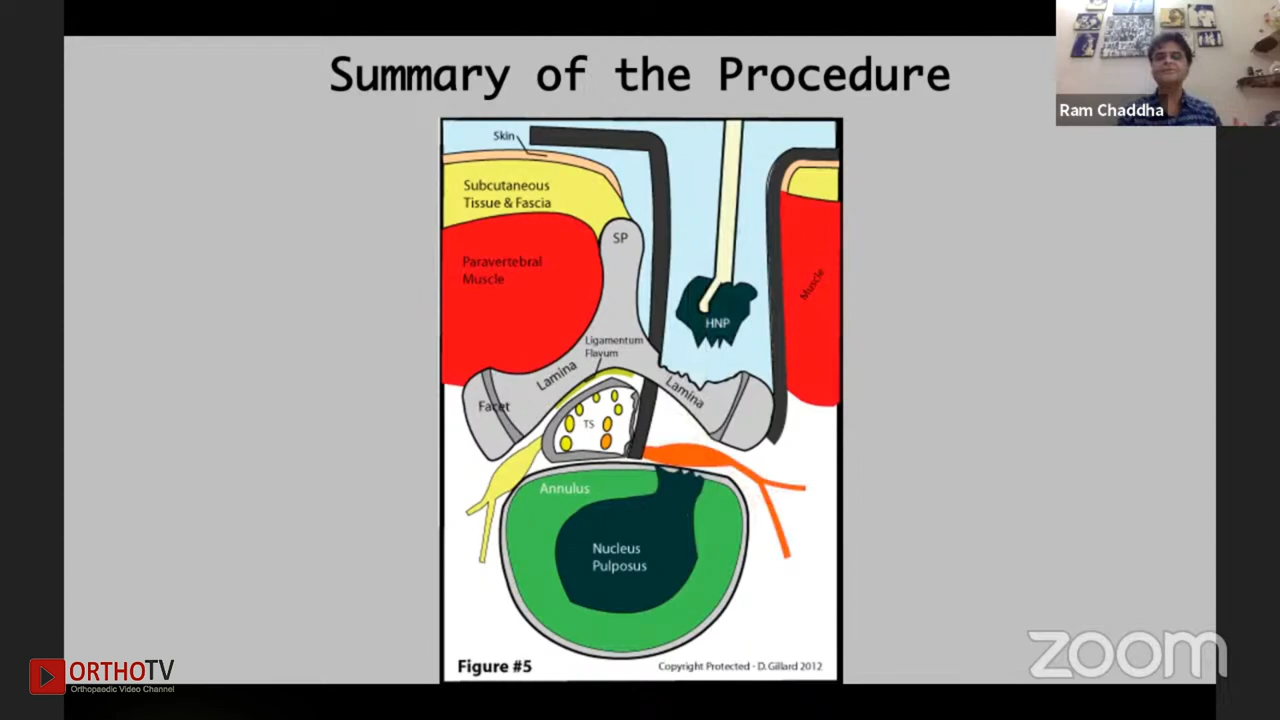 Summary of the Procedure
Ram Chaddha
Skin
Subcutaneous
Tissue & Fascia
SP
Paravertebral
Muscle
Muscle
HNP
Ligamentum
Flavum
Lamina
Lamina
Facet
TS
Annulus
Nucleus
Pulposus
Figure #5
Copyright Protected - D. Gillard 2012
ORTHOTV
Orthopaedic Video Channel
zoom